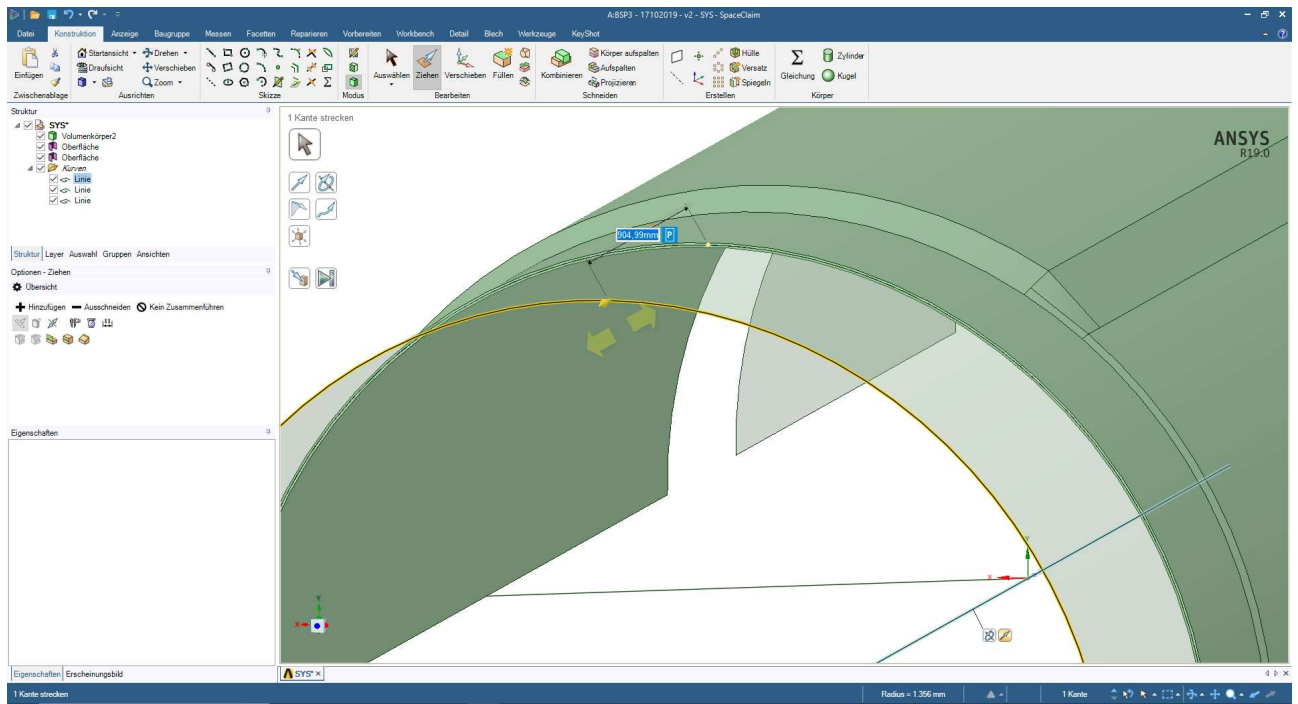 A:BSP3 - 17102019 - v2 - SYS - SpaceClaim
Datei Konstruktion Anzeige Baugruppe Messen Facetten Reparieren Vorbereiten Workbench Detail Blech Werkzeuge KeyShot
Einfügen
Startansicht Drehen
Draufsicht Verschieben
Zoom
Auswählen Ziehen Verschieben Füllen
Kombinieren
Körper aufspalten
Aufspalten
Projizieren
Hülle
Versatz
Spiegeln
Gleichung
Zylinder
Kugel
Zwischenablage Ausrichten Skizze Modus Bearbeiten Schneiden Erstellen Körper
Struktur
SYS*
Volumenkörper2
Oberfläche
Oberfläche
Kurven
Linie
Linie
Linie
Struktur Layer Auswahl Gruppen Ansichten
Optionen - Ziehen
Übersicht
Hinzufügen Ausschneiden Kein Zusammenführen
Eigenschaften
Eigenschaften Erscheinungsbild
1 Kante strecken
ANSYS
R19.0
904,99mm P
Y
X
Y
X
SYS*
1 Kante strecken
Radius = 1.356 mm
1 Kante